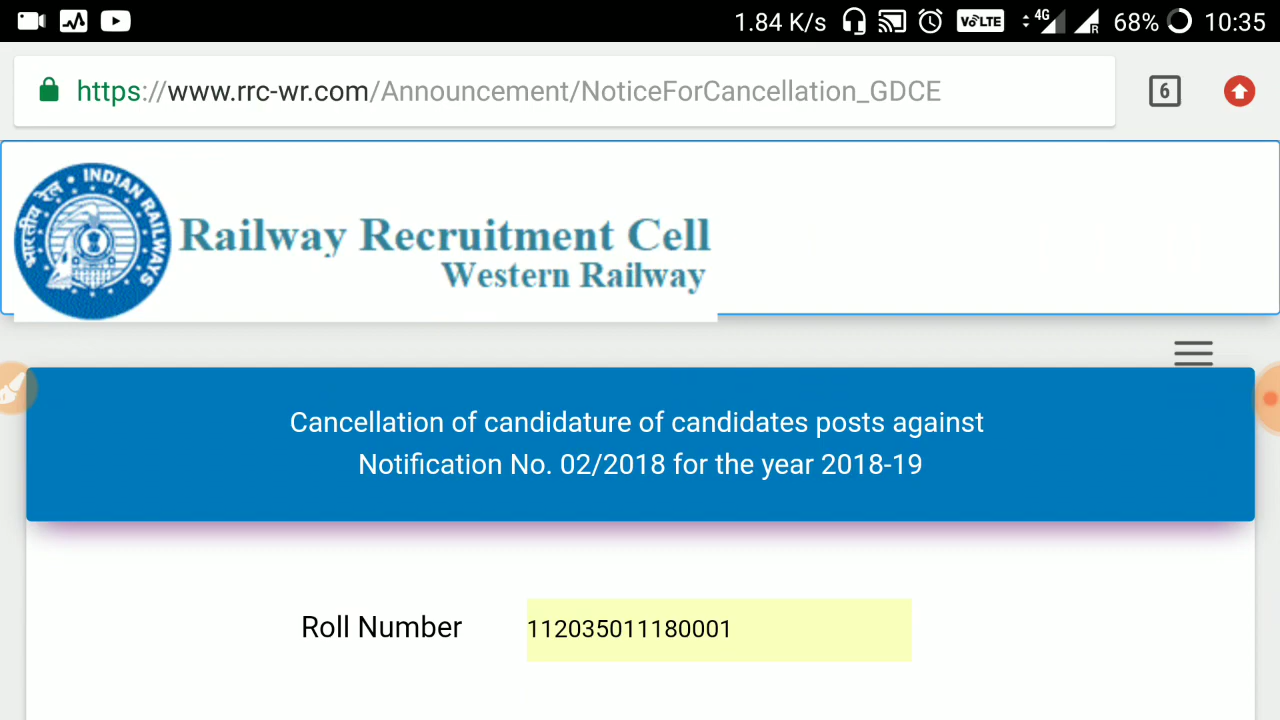 1.84 K/s VoLTE 4G R 68% 10:35
https://www.rrc-wr.com/Announcement/NoticeForCancellation_GDCE 6
भारतीय रेल • INDIAN RAILWAYS
Railway Recruitment Cell
Western Railway
Cancellation of candidature of candidates posts against
Notification No. 02/2018 for the year 2018-19
Roll Number 112035011180001